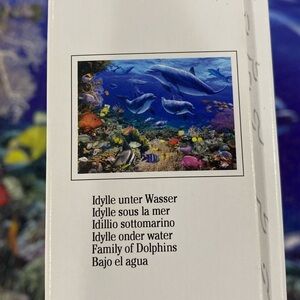 Idylle unter Wasser
Idylle sous la mer
Idillio sottomarino
Idylle onder water
Family of Dolphins
Bajo el agua